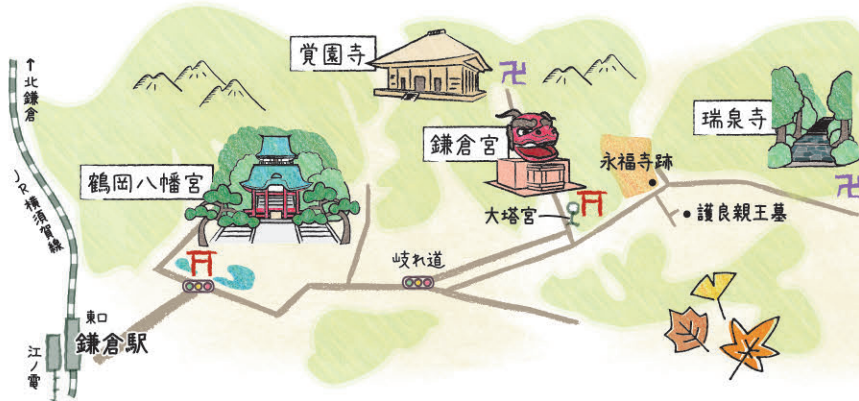 ↑北鎌倉
JR横須賀線
江ノ電
東口
鎌倉駅
鶴岡八幡宮
覚園寺
岐れ道
鎌倉宮
大塔宮
永福寺跡
護良親王墓
瑞泉寺